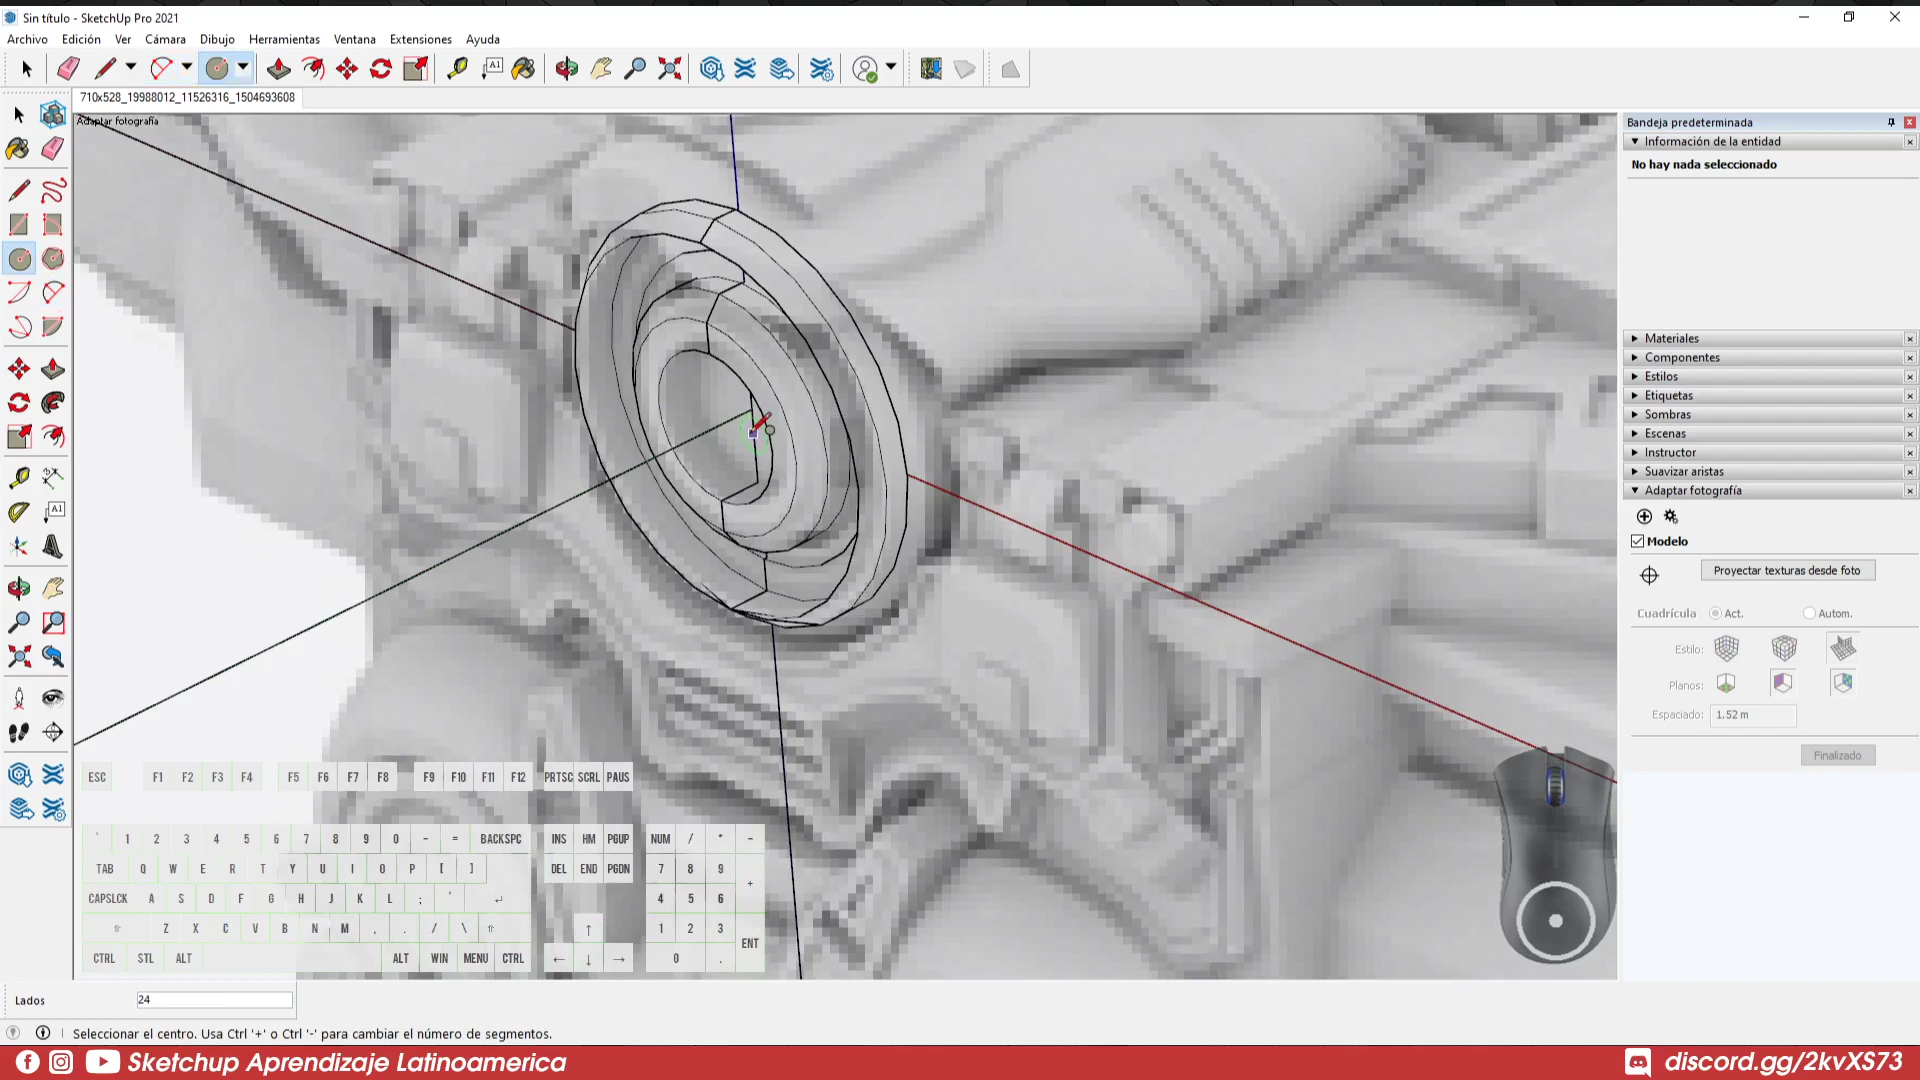 Sin título - SketchUp Pro 2021
Archivo Edición Ver Cámara Dibujo Herramientas Ventana Extensiones Ayuda
A1
710x528_19988012_11526316_1504693608
Adaptar fotografía
A1
Bandeja predeterminada
Información de la entidad
No hay nada seleccionado
Materiales
Componentes
Estilos
Etiquetas
Sombras
Escenas
Instructor
Suavizar aristas
Adaptar fotografía
Modelo
Proyectar texturas desde foto
Cuadrícula Act. Autom.
Estilo:
Planos:
Espaciado: 1.52 m
Finalizado
ESC F1 F2 F3 F4 F5 F6 F7 F8 F9 F10 F11 F12 PRTSC SCRL PAUS
` 1 2 3 4 5 6 7 8 9 0 - = BACKSPC INS HM PGUP NUM / * -
TAB Q W E R T Y U I O P [ ] DEL END PGDN 7 8 9 +
CAPSLCK A S D F G H J K L ; ' ↵ 4 5 6
⇧ Z X C V B N M , . / \ ⇧ ↑ 1 2 3 ENT
CTRL STL ALT ALT WIN MENU CTRL ← ↓ → 0 .
Lados 24
Seleccionar el centro. Usa Ctrl '+' o Ctrl '-' para cambiar el número de segmentos.
Sketchup Aprendizaje Latinoamerica
discord.gg/2kvXS73